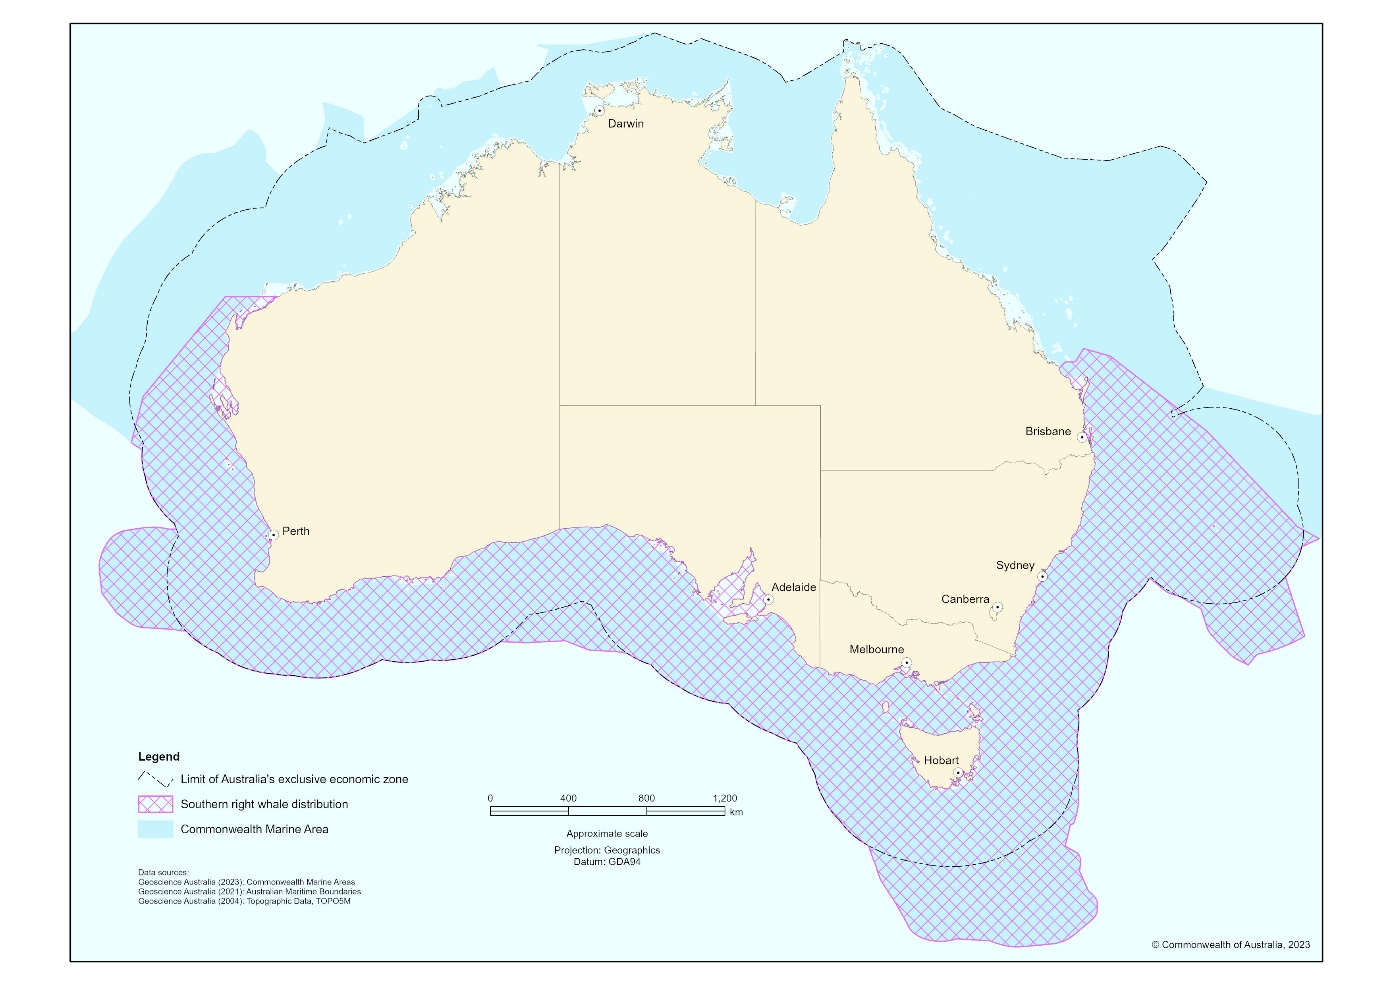 Darwin
Brisbane
Perth
Sydney
Adelaide
Canberra
Melbourne
Hobart
Legend
Limit of Australia's exclusive economic zone
Southern right whale distribution
Commonwealth Marine Area
0 400 800 1,200
km
Approximate scale
Projection: Geographics
Datum: GDA94
Data sources:
Geoscience Australia (2023): Commonwealth Marine Areas
Geoscience Australia (2021): Australian Maritime Boundaries
Geoscience Australia (2004): Topographic Data, TOPO5M
© Commonwealth of Australia, 2023